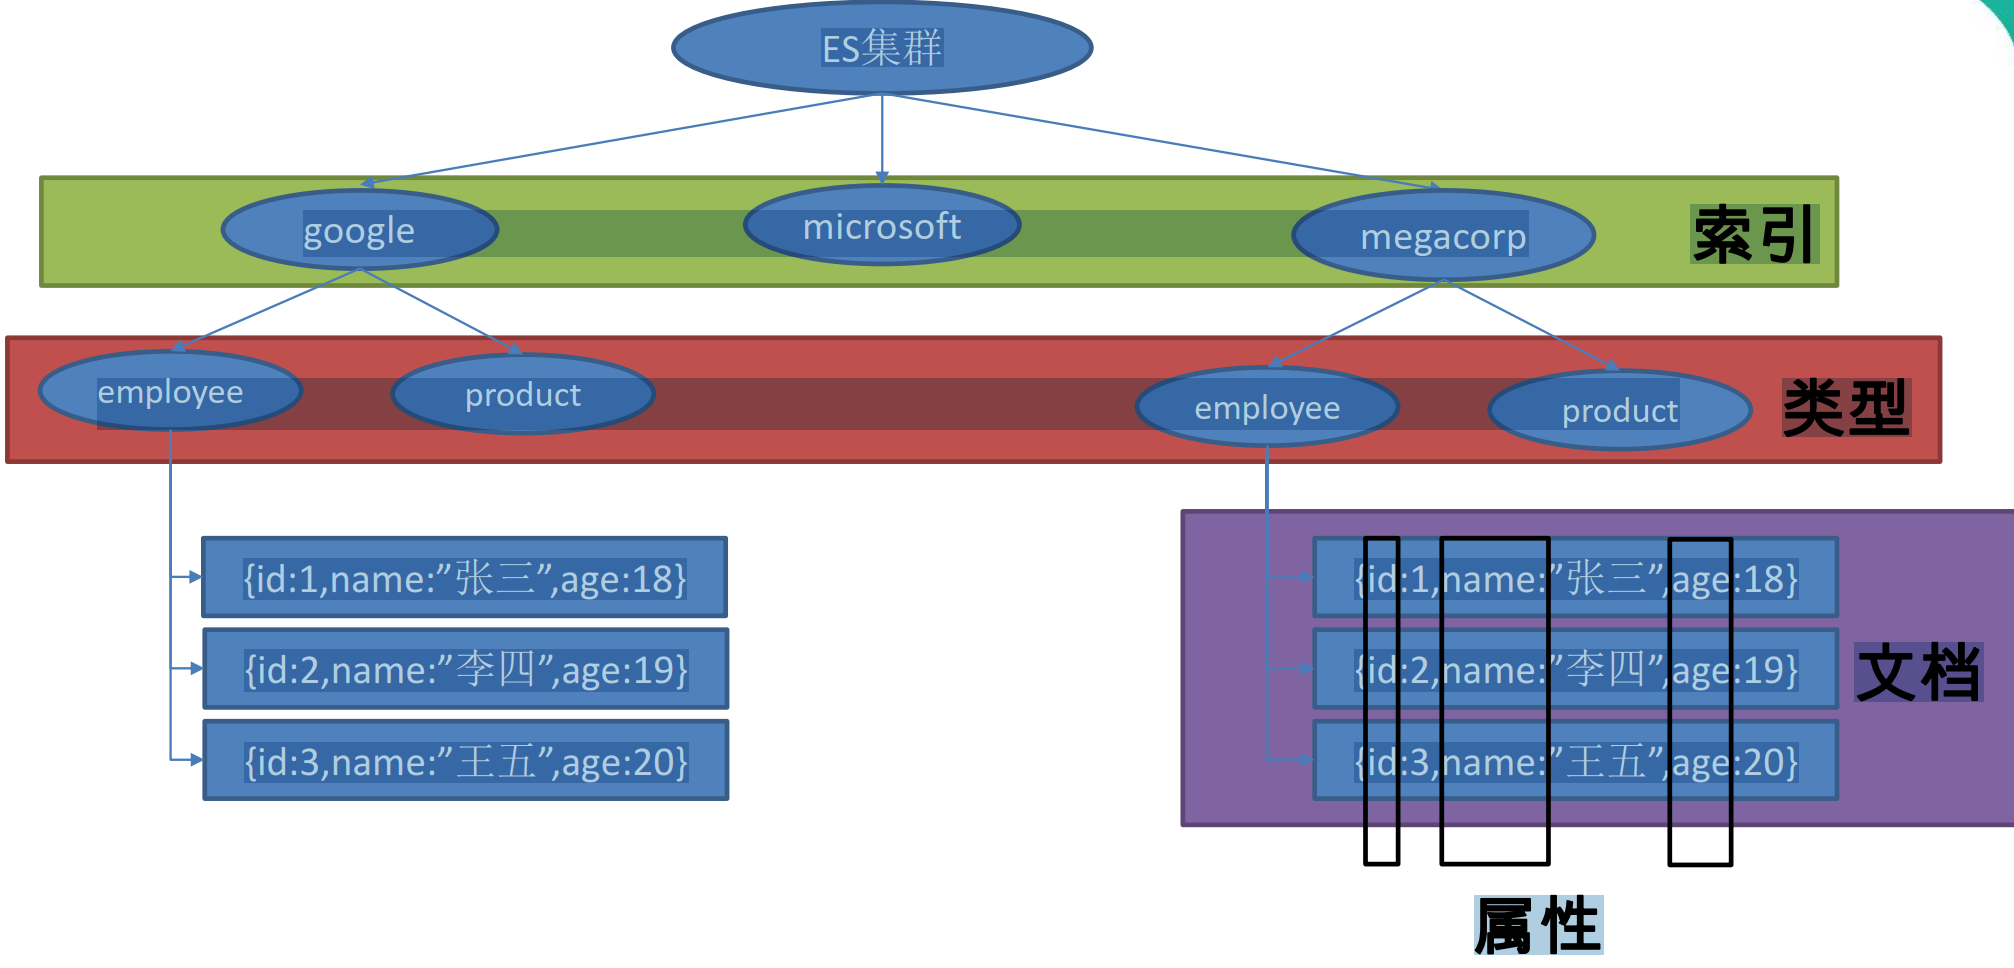 ES集群
google
microsoft
megacorp
索引
employee
product
employee
product
类型
{id:1,name:”张三”,age:18}
{id:2,name:”李四”,age:19}
{id:3,name:”王五”,age:20}
{id:1,name:”张三”,age:18}
{id:2,name:”李四”,age:19}
{id:3,name:”王五”,age:20}
文档
属性